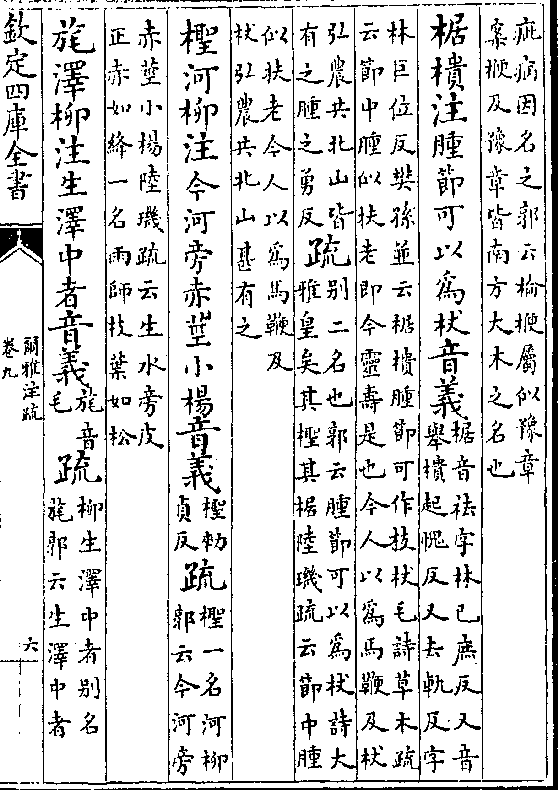 疵病因名之郭云榆楩屬似豫章
案楩及豫章皆南方大木之名也
椐樻注腫節可以爲杖音義椐音祛字林已庶反又音
舉樻起愧反又去軌反字
林巨位反樊孫並云椐樻腫節可作枝杖毛詩草木疏
云節中腫似扶老即今靈壽是也今人以爲馬鞭及杖
弘農共北山皆
有之腫之勇反疏别二名也郭云腫節可以爲杖詩大
雅皇矣其檉其椐陸璣疏云節中腫
似扶老今人以爲馬鞭及
杖弘農共北山甚有之
檉河柳注今河旁赤莖小楊音義檉勑
貞反疏檉一名河柳
郭云今河旁
赤莖小楊陸璣疏云生水旁皮
正赤如絳一名雨師枝葉如松
旄澤柳注生澤中者音義旄音
毛疏柳生澤中者别名
旄郭云生澤中者
欽定四庫全書
爾雅注疏
卷九
六